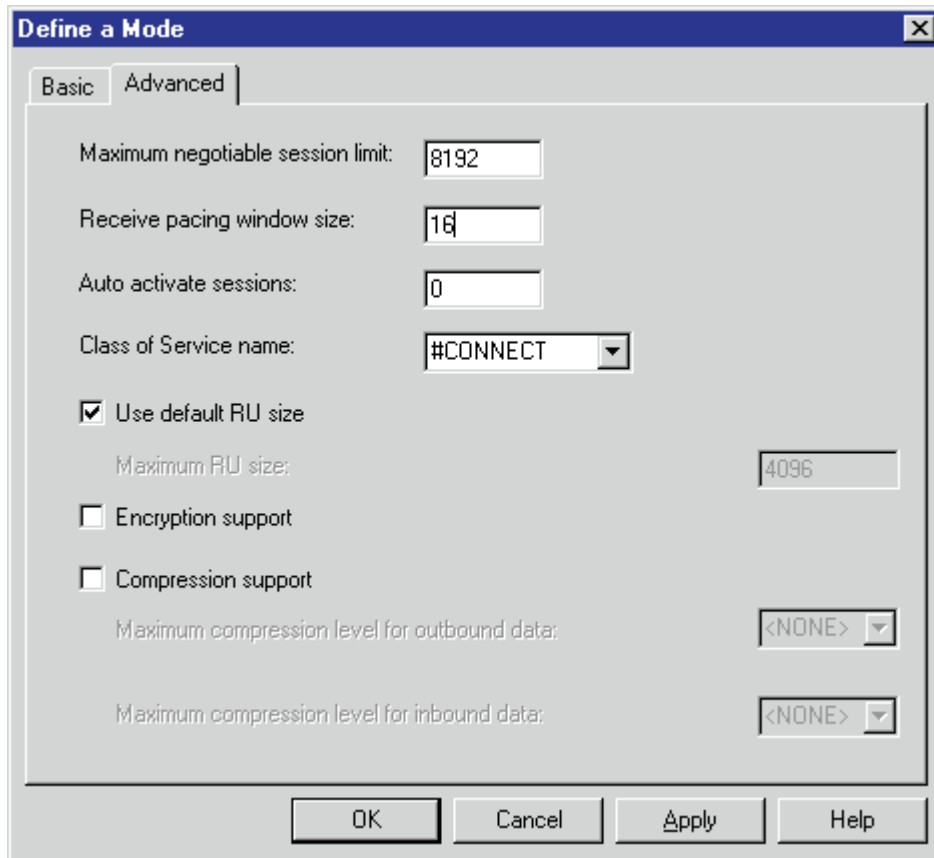 Define a Mode
Basic Advanced
Maximum negotiable session limit: 8192
Receive pacing window size: 16
Auto activate sessions: 0
Class of Service name: #CONNECT
Use default RU size
Maximum RU size: 4096
Encryption support
Compression support
Maximum compression level for outbound data: <NONE>
Maximum compression level for inbound data: <NONE>
OK Cancel Apply Help